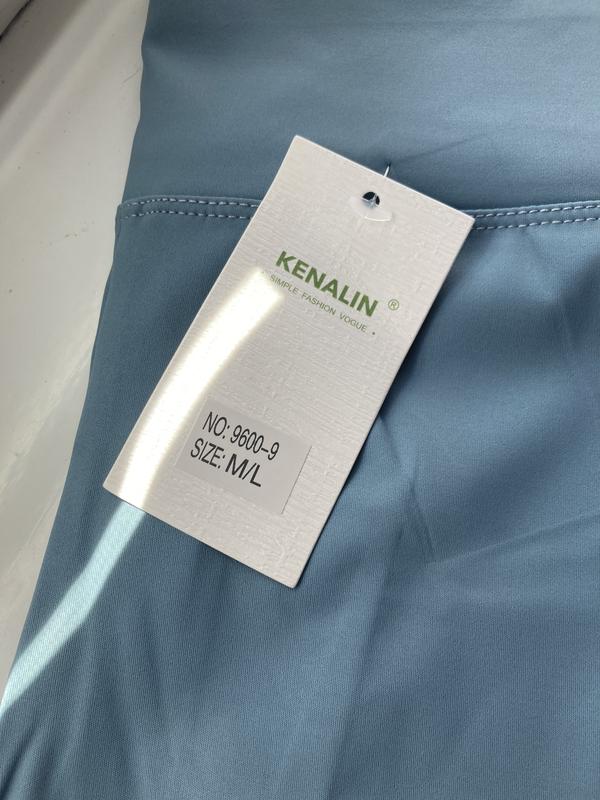 KENALIN ®
• SIMPLE FASHION VOGUE •
NO: 9600-9
SIZE: M/L